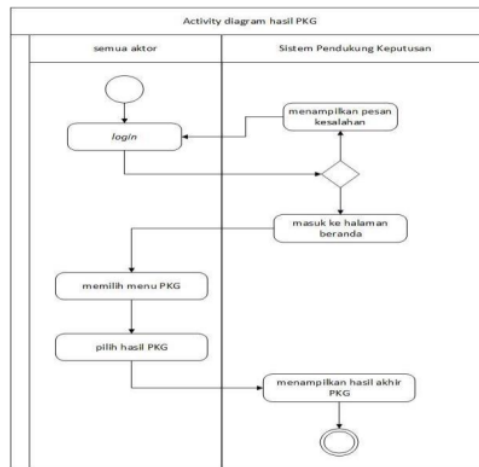 Activity diagram hasil PKG
semua aktor
Sistem Pendukung Keputusan
menampilkan pesan
kesalahan
login
masuk ke halaman
beranda
memilih menu PKG
pilih hasil PKG
menampilkan hasil akhir
PKG